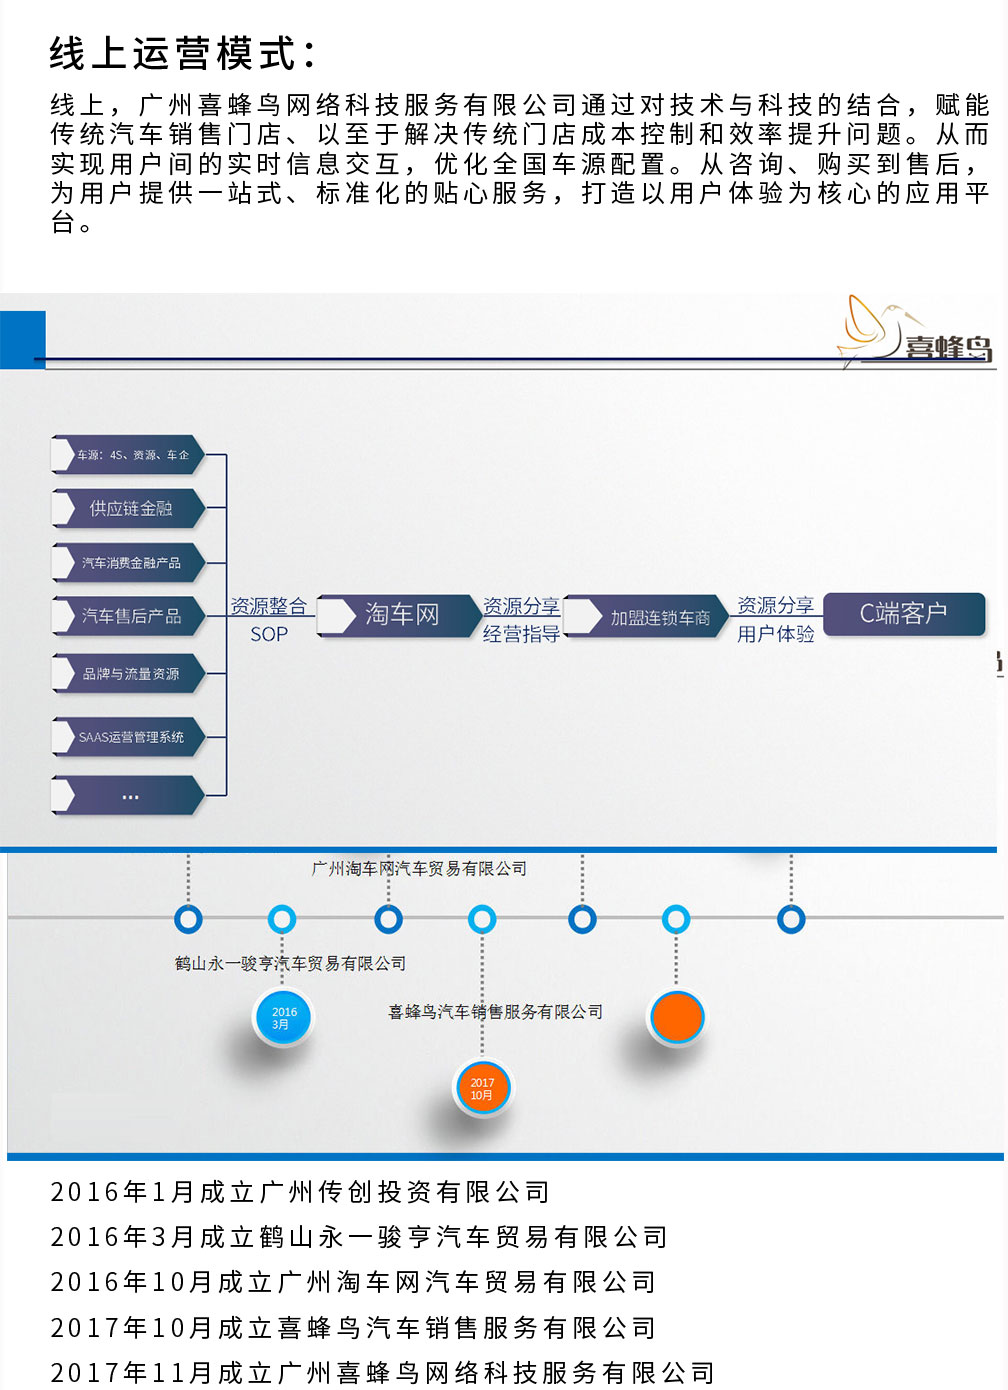 线上运营模式：
线上，广州喜蜂鸟网络科技服务有限公司通过对技术与科技的结合，赋能
传统汽车销售门店、以至于解决传统门店成本控制和效率提升问题。从而
实现用户间的实时信息交互，优化全国车源配置。从咨询、购买到售后，
为用户提供一站式、标准化的贴心服务，打造以用户体验为核心的应用平
台。
喜蜂鸟
车源：4S、资源、车企
供应链金融
汽车消费金融产品
汽车售后产品
品牌与流量资源
SAAS运营管理系统
...
资源整合
SOP
淘车网
资源分享
经营指导
加盟连锁车商
资源分享
用户体验
C端客户
广州淘车网汽车贸易有限公司
鹤山永一骏亨汽车贸易有限公司
2016
3月
喜蜂鸟汽车销售服务有限公司
2017
10月
2016年1月成立广州传创投资有限公司
2016年3月成立鹤山永一骏亨汽车贸易有限公司
2016年10月成立广州淘车网汽车贸易有限公司
2017年10月成立喜蜂鸟汽车销售服务有限公司
2017年11月成立广州喜蜂鸟网络科技服务有限公司